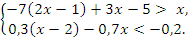 {−7(2x − 1) + 3x − 5 > x,
0,3(x − 2) − 0,7x < −0,2.